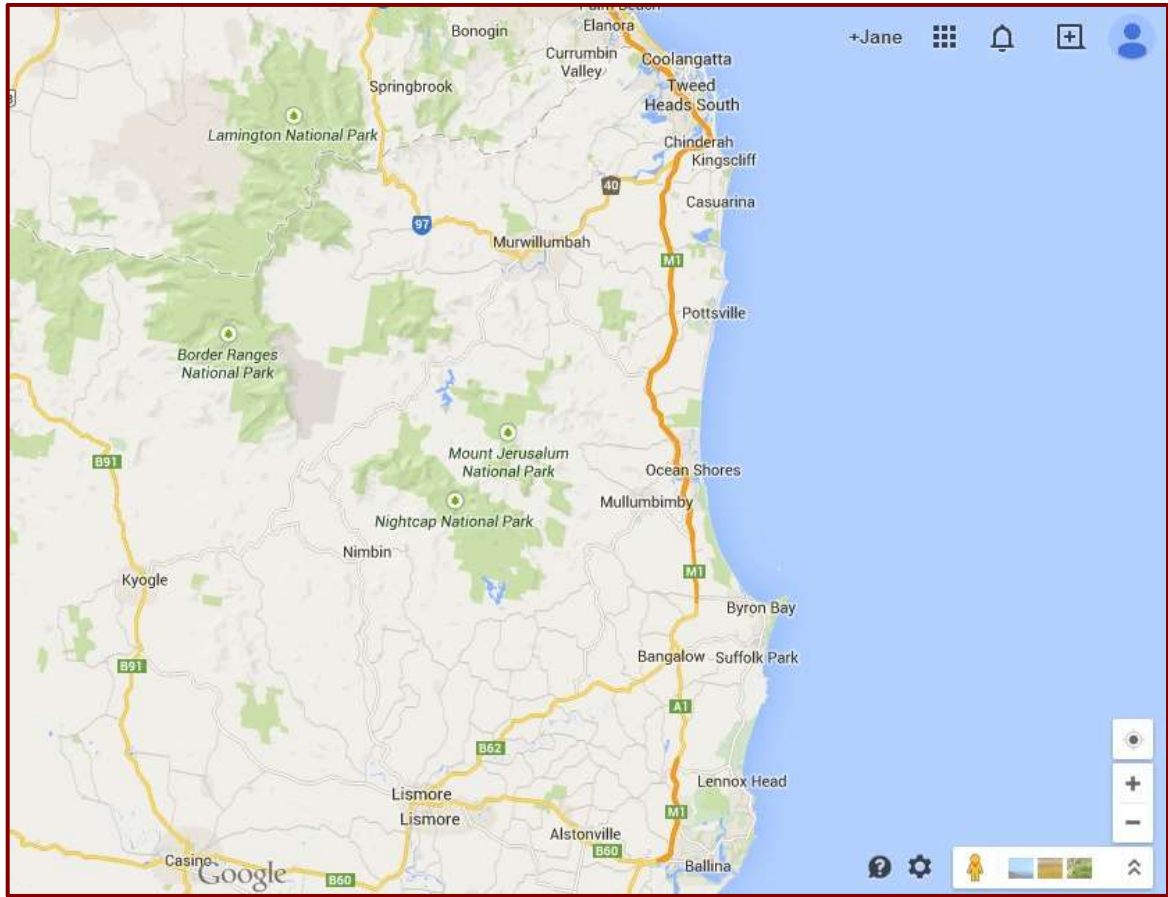 Palm Beach
Elanora
Bonogin
+Jane
Currumbin
Valley
Coolangatta
Springbrook
Tweed
Heads South
Lamington National Park
Chinderah
Kingscliff
40
Casuarina
97
Murwillumbah
M1
Pottsville
Border Ranges
National Park
Mount Jerusalum
National Park
B91
Ocean Shores
Mullumbimby
Nightcap National Park
Nimbin
M1
Kyogle
Byron Bay
Bangalow
Suffolk Park
B91
A1
B62
Lennox Head
Lismore
Lismore
M1
Alstonville
B60
Casino
Ballina
Google
B60